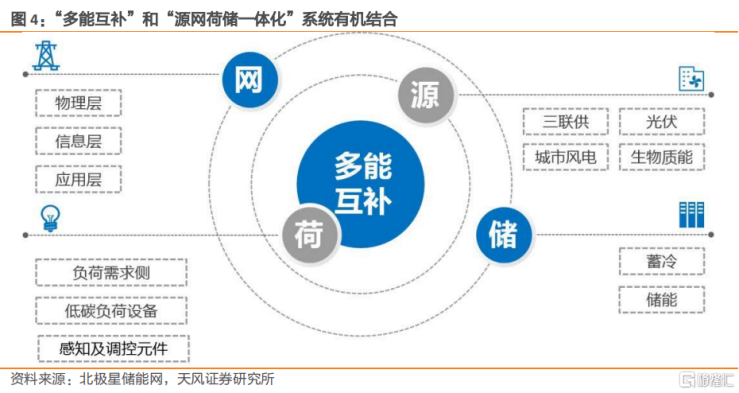 图 4：“多能互补”和“源网荷储一体化”系统有机结合
网
源
物理层
信息层
应用层
三联供
光伏
城市风电
生物质能
多能
互补
荷
储
负荷需求侧
低碳负荷设备
感知及调控元件
蓄冷
储能
资料来源：北极星储能网，天风证券研究所
格隆汇